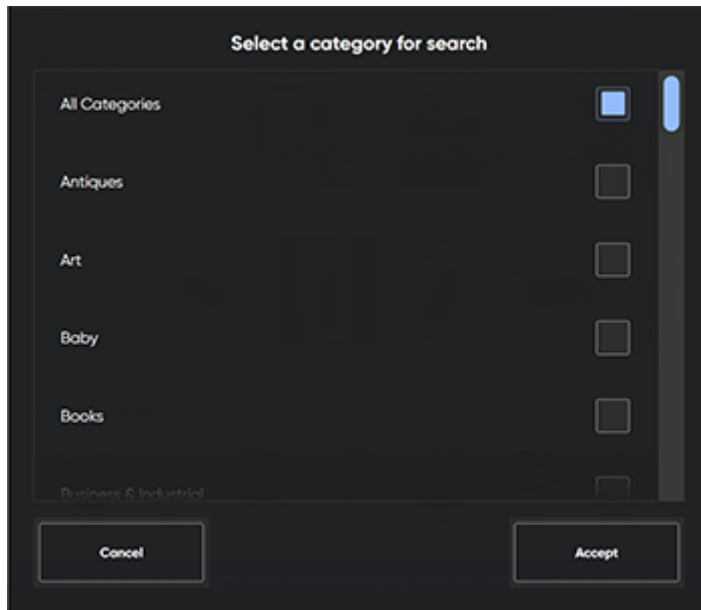 Select a category for search
All Categories
Antiques
Art
Baby
Books
Business & Industrial
Cancel
Accept